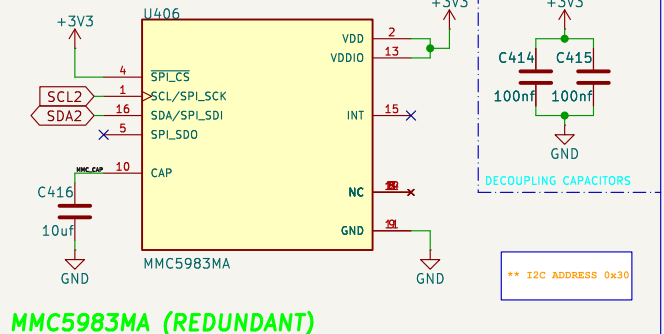 U406
+3V3
+3V3
+3V3
4
SPI_CS
1
SCL/SPI_SCK
16
SDA/SPI_SDI
5
SPI_SDO
10
CAP
VDD
2
VDDIO
13
INT
15
NC
GND
SCL2
SDA2
MMC_CAP
C416
10uf
GND
MMC5983MA
GND
C414
C415
100nf
100nf
GND
DECOUPLING CAPACITORS
** I2C ADDRESS 0x30
MMC5983MA (REDUNDANT)